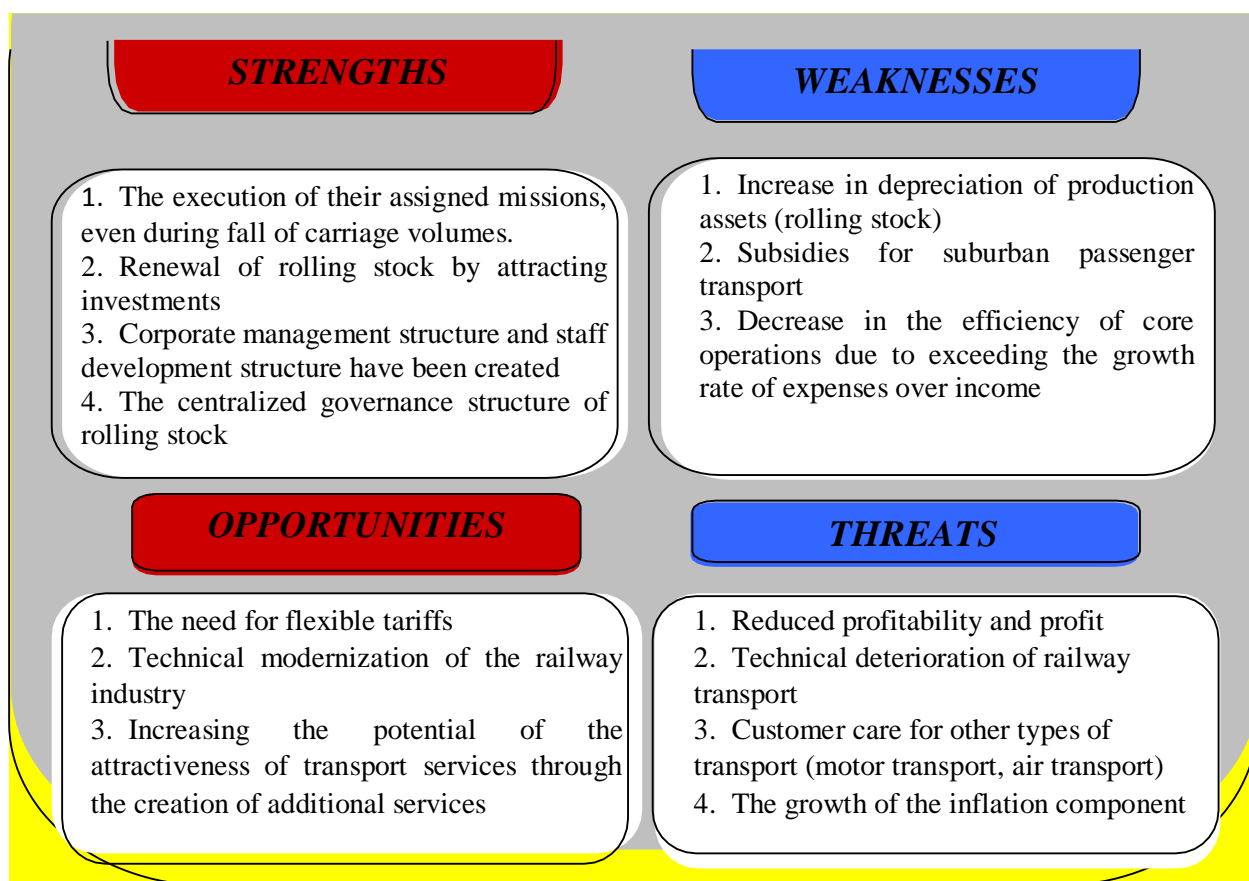 STRENGTHS
1. The execution of their assigned missions,
even during fall of carriage volumes.
2. Renewal of rolling stock by attracting
investments
3. Corporate management structure and staff
development structure have been created
4. The centralized governance structure of
rolling stock
WEAKNESSES
1. Increase in depreciation of production
assets (rolling stock)
2. Subsidies for suburban passenger
transport
3. Decrease in the efficiency of core
operations due to exceeding the growth
rate of expenses over income
OPPORTUNITIES
1. The need for flexible tariffs
2. Technical modernization of the railway
industry
3. Increasing the potential of the
attractiveness of transport services through
the creation of additional services
THREATS
1. Reduced profitability and profit
2. Technical deterioration of railway
transport
3. Customer care for other types of
transport (motor transport, air transport)
4. The growth of the inflation component